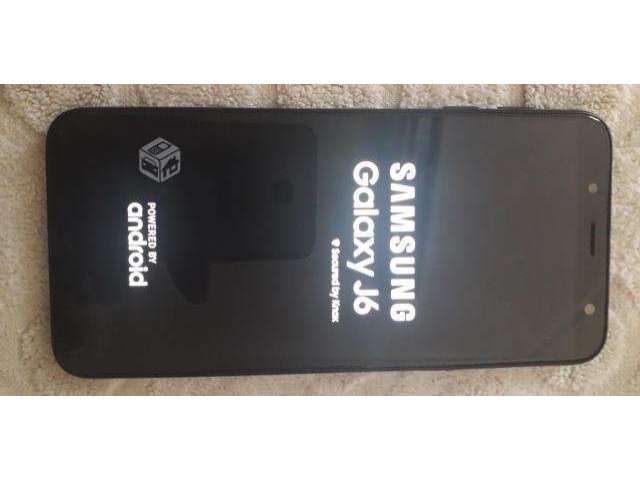 SAMSUNG
Galaxy J6
Secured by Knox
POWERED BY
android